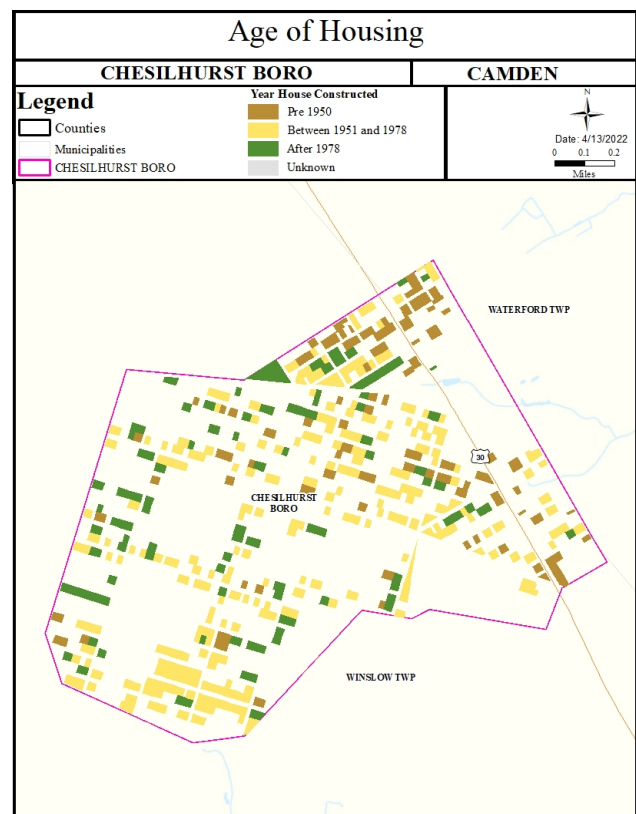 Age of Housing
CHESILHURST BORO
CAMDEN
Legend
Counties
Municipalities
CHESILHURST BORO
Year House Constructed
Pre 1950
Between 1951 and 1978
After 1978
Unknown
N
Date: 4/13/2022
0 0.1 0.2
Miles
WATERFORD TWP
30
CHESILHURST
BORO
WINSLOW TWP